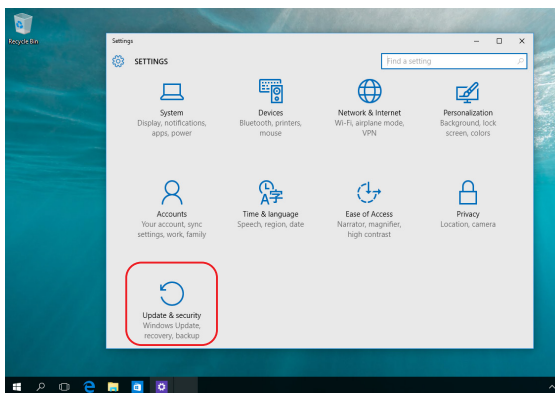 Recycle Bin
Settings
SETTINGS
Find a setting
System
Display, notifications,
apps, power
Devices
Bluetooth, printers,
mouse
Network & Internet
Wi-Fi, airplane mode,
VPN
Personalization
Background, lock
screen, colors
Accounts
Your account, sync
settings, work, family
Time & language
Speech, region, date
Ease of Access
Narrator, magnifier,
high contrast
Privacy
Location, camera
Update & security
Windows Update,
recovery, backup